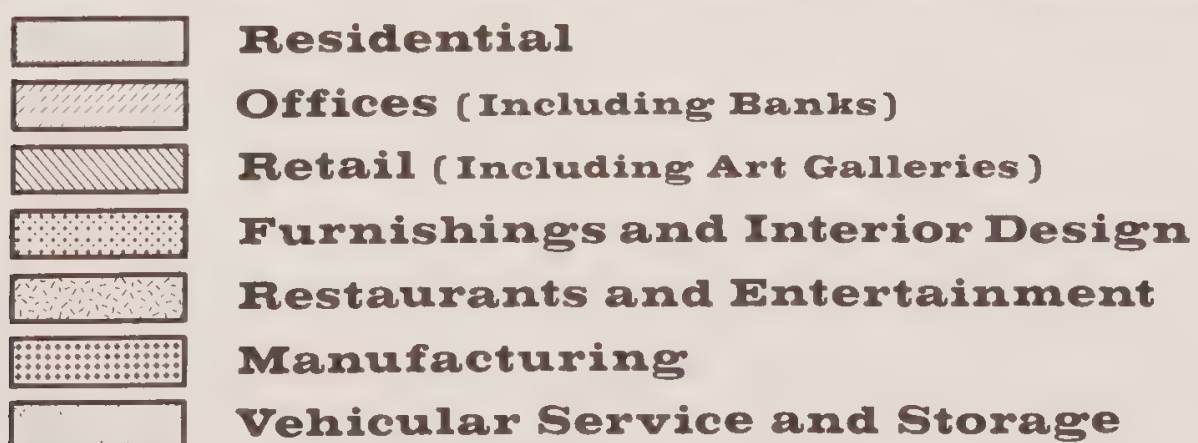 Residential
Offices (Including Banks)
Retail (Including Art Galleries)
Furnishings and Interior Design
Restaurants and Entertainment
Manufacturing
Vehicular Service and Storage